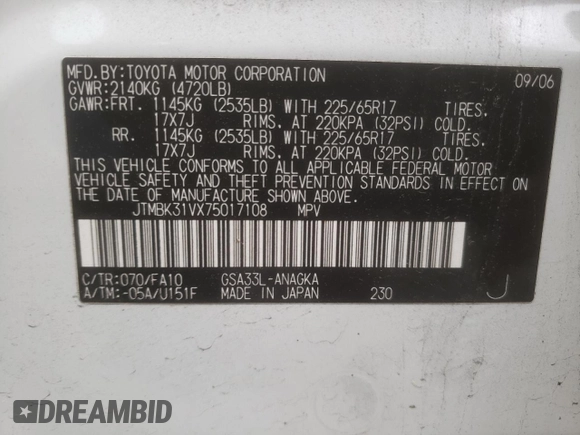 MFD.BY:TOYOTA MOTOR CORPORATION 09/06
GVWR:2140KG (4720LB)
GAWR:FRT. 1145KG (2535LB) WITH 225/65R17 TIRES.
17X7J RIMS. AT 220KPA (32PSI) COLD.
RR. 1145KG (2535LB) WITH 225/65R17 TIRES.
17X7J RIMS. AT 220KPA (32PSI) COLD.
THIS VEHICLE CONFORMS TO ALL APPLICABLE FEDERAL MOTOR
VEHICLE SAFETY AND THEFT PREVENTION STANDARDS IN EFFECT ON
THE DATE OF MANUFACTURE SHOWN ABOVE.
JTMBK31VX75017108 MPV
C/TR:070/FA10 GSA33L-ANAGKA
A/TM:-05A/U151F MADE IN JAPAN 230 J
DREAMBID